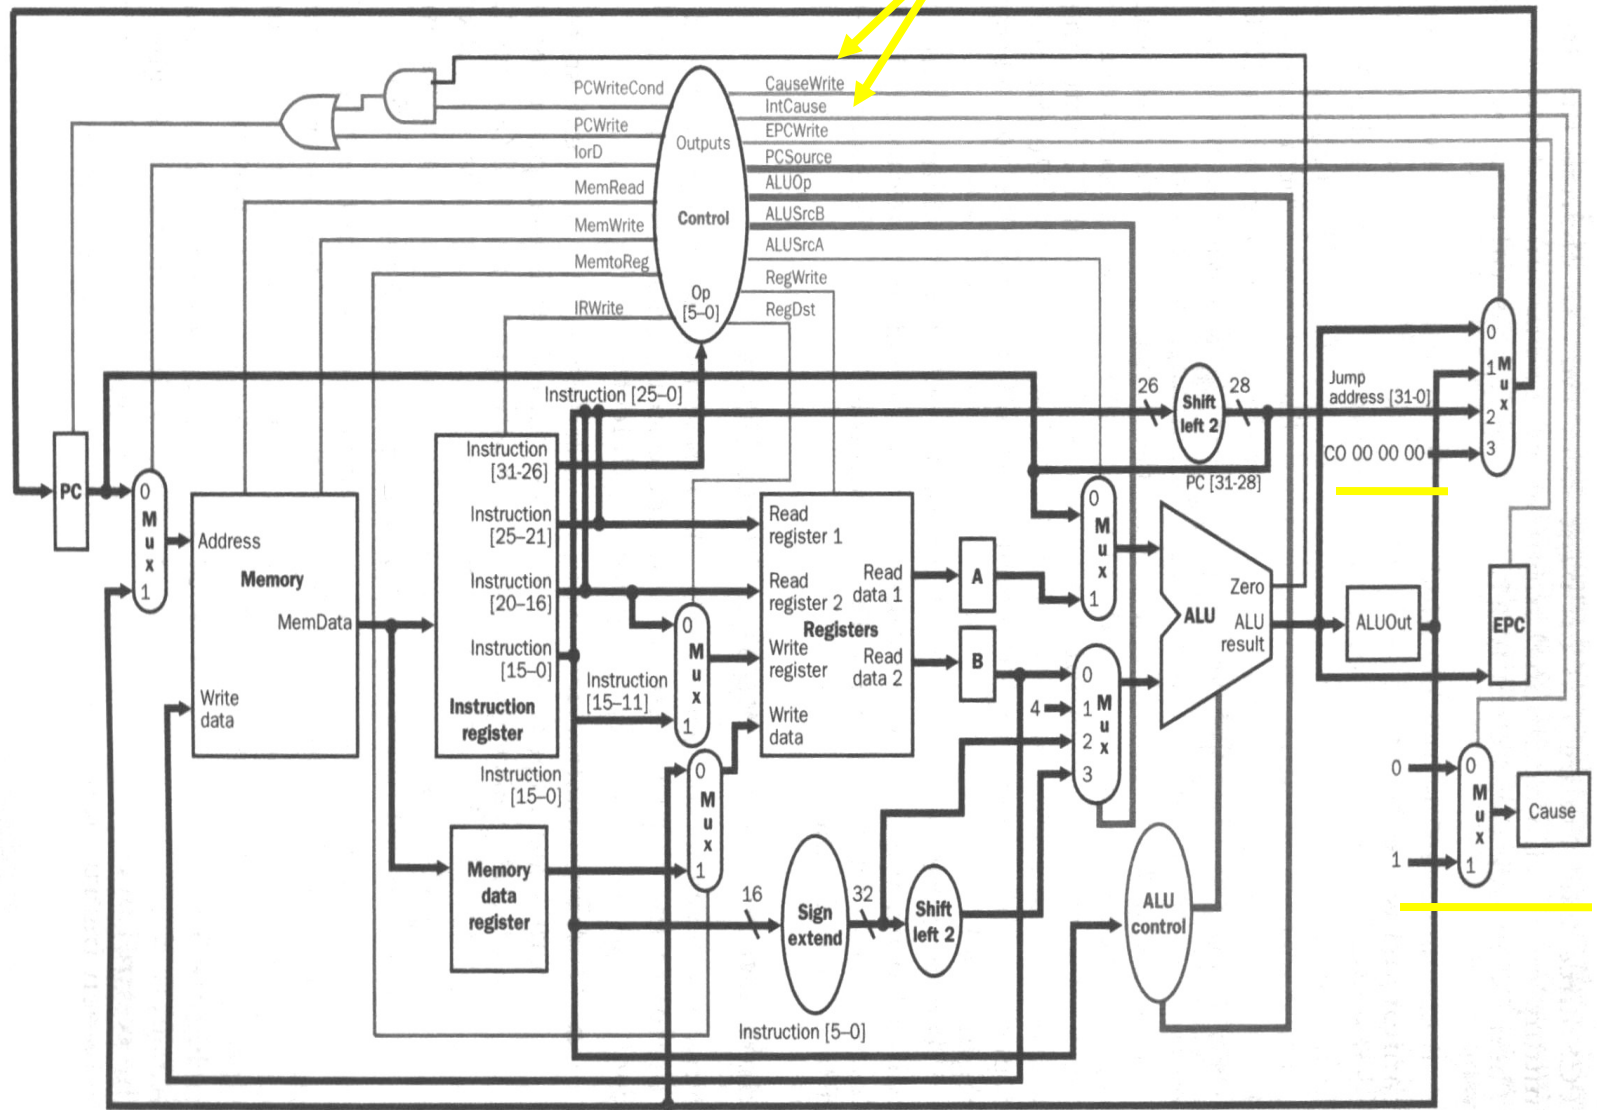 PCWriteCond
PCWrite
IorD
MemRead
MemWrite
MemtoReg
IRWrite
Outputs
Control
Op
[5–0]
CauseWrite
IntCause
EPCWrite
PCSource
ALUOp
ALUSrcB
ALUSrcA
RegWrite
RegDst
Instruction [25–0]
26
Shift
left 2
28
Jump
address [31-0]
CO 00 00 00
PC [31-28]
0
1
2
3
M
u
x
PC
0
M
u
x
1
Address
Memory
MemData
Write
data
Instruction
[31-26]
Instruction
[25–21]
Instruction
[20–16]
Instruction
[15–0]
Instruction
register
Instruction
[15–0]
Memory
data
register
Instruction
[15–11]
0
M
u
x
1
0
M
u
x
1
Read
register 1
Read
register 2
Registers
Write
register
Write
data
Read
data 1
Read
data 2
A
B
4
0
M
u
x
1
0
1
2
3
M
u
x
ALU
Zero
ALU
result
ALUOut
EPC
0
1
0
M
u
x
1
Cause
16
Sign
extend
32
Shift
left 2
ALU
control
Instruction [5–0]